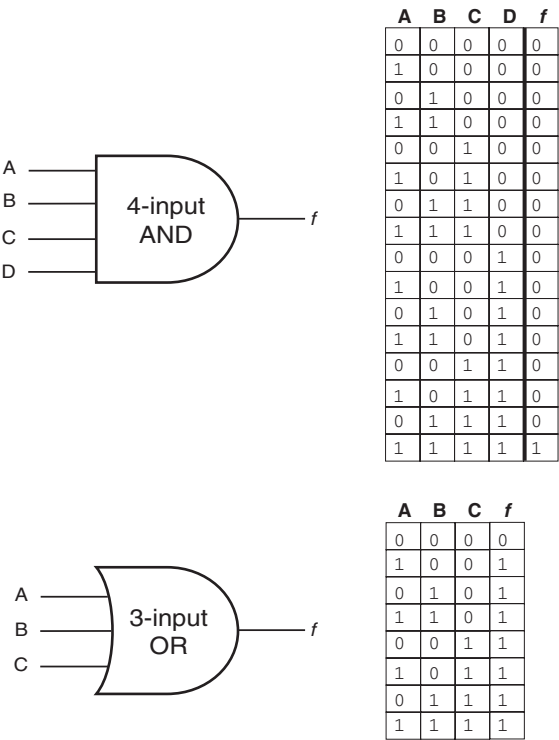 A B C D f
0 0 0 0 0
1 0 0 0 0
0 1 0 0 0
1 1 0 0 0
0 0 1 0 0
1 0 1 0 0
0 1 1 0 0
1 1 1 0 0
0 0 0 1 0
1 0 0 1 0
0 1 0 1 0
1 1 0 1 0
0 0 1 1 0
1 0 1 1 0
0 1 1 1 0
1 1 1 1 1
A
B
C
D
4-input
AND
f
A B C f
0 0 0 0
1 0 0 1
0 1 0 1
1 1 0 1
0 0 1 1
1 0 1 1
0 1 1 1
1 1 1 1
A
B
C
3-input
OR
f